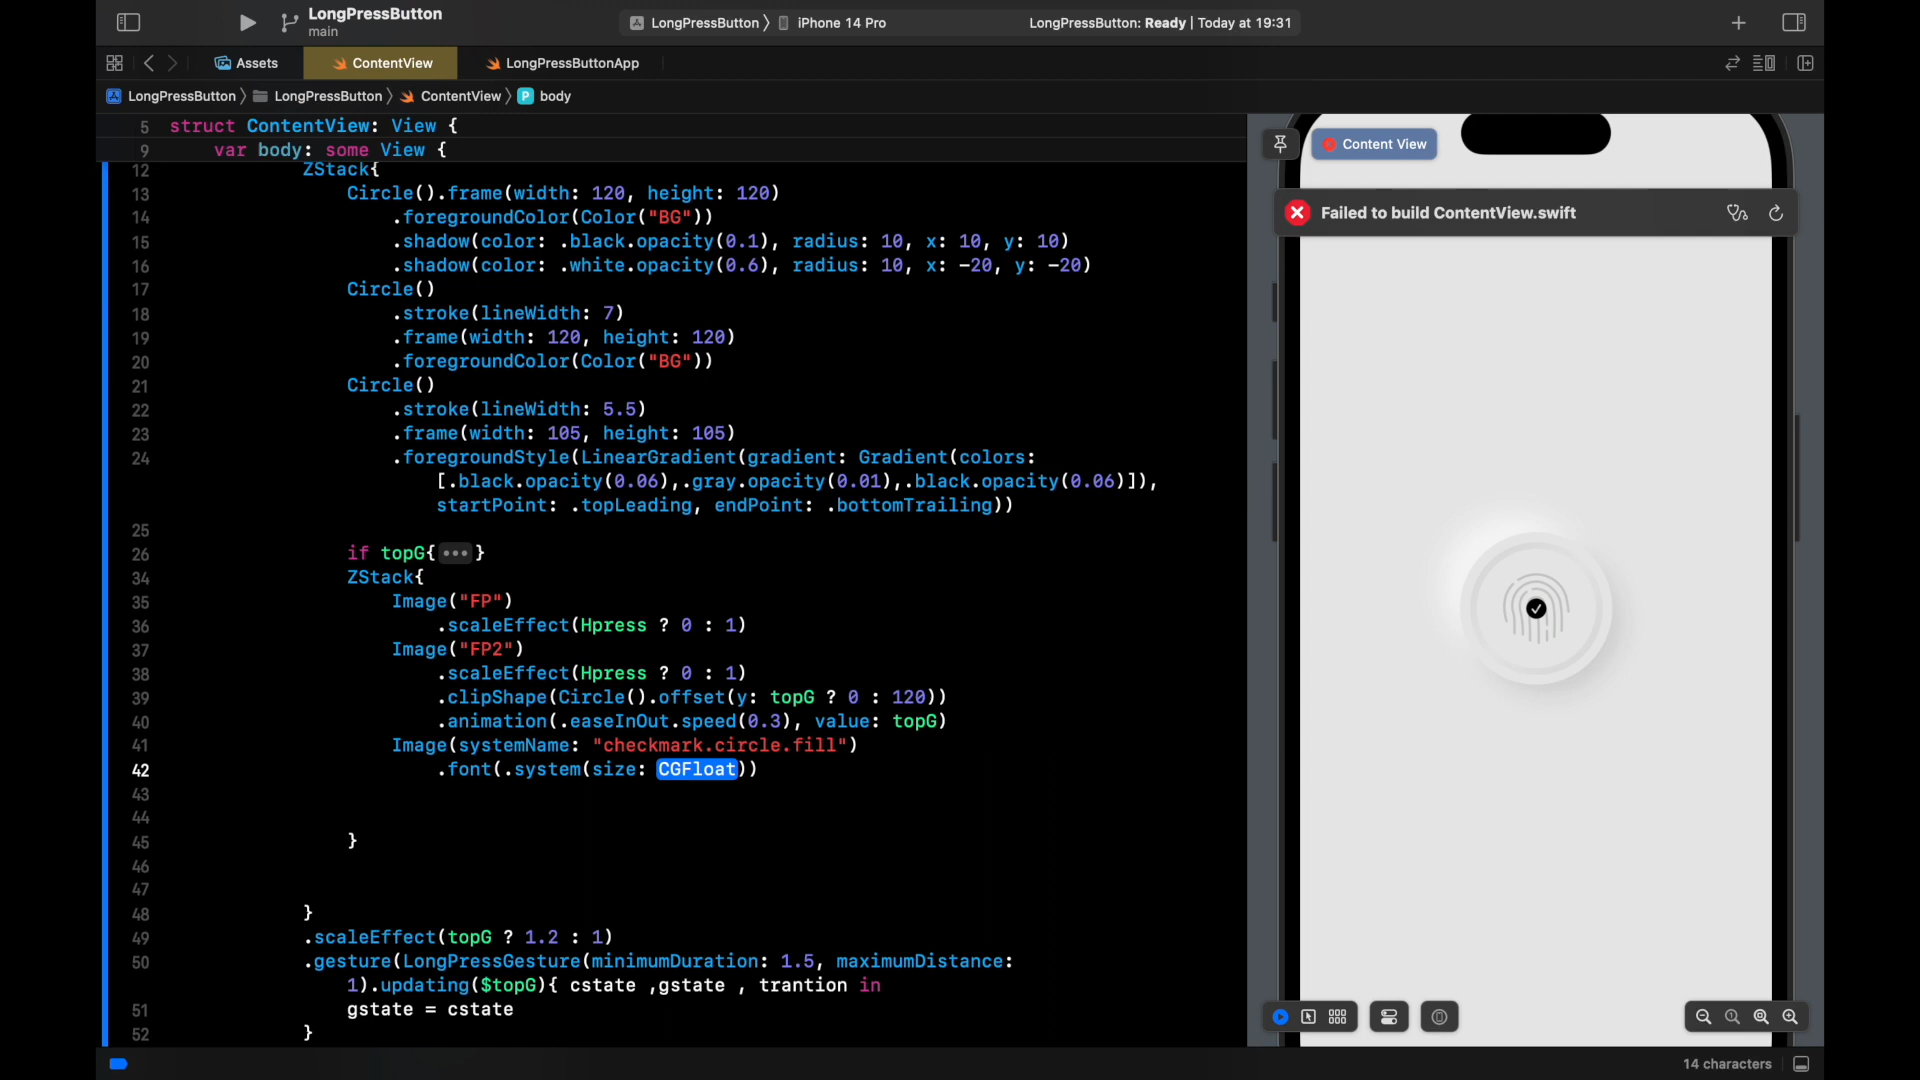 LongPressButton
main
LongPressButton 〉 iPhone 14 Pro
LongPressButton: Ready | Today at 19:31
Assets
ContentView
LongPressButtonApp
LongPressButton 〉 LongPressButton 〉 ContentView 〉 P body
5 struct ContentView: View {
9 var body: some View {
12 ZStack{
13 Circle().frame(width: 120, height: 120)
14 .foregroundColor(Color("BG"))
15 .shadow(color: .black.opacity(0.1), radius: 10, x: 10, y: 10)
16 .shadow(color: .white.opacity(0.6), radius: 10, x: -20, y: -20)
17 Circle()
18 .stroke(lineWidth: 7)
19 .frame(width: 120, height: 120)
20 .foregroundColor(Color("BG"))
21 Circle()
22 .stroke(lineWidth: 5.5)
23 .frame(width: 105, height: 105)
24 .foregroundStyle(LinearGradient(gradient: Gradient(colors:
[.black.opacity(0.06),.gray.opacity(0.01),.black.opacity(0.06)]),
startPoint: .topLeading, endPoint: .bottomTrailing))
25
26 if topG{•••}
34 ZStack{
35 Image("FP")
36 .scaleEffect(Hpress ? 0 : 1)
37 Image("FP2")
38 .scaleEffect(Hpress ? 0 : 1)
39 .clipShape(Circle().offset(y: topG ? 0 : 120))
40 .animation(.easeInOut.speed(0.3), value: topG)
41 Image(systemName: "checkmark.circle.fill")
42 .font(.system(size: CGFloat))
43
44
45 }
46
47
48 }
49 .scaleEffect(topG ? 1.2 : 1)
50 .gesture(LongPressGesture(minimumDuration: 1.5, maximumDistance:
1).updating($topG){ cstate ,gstate , trantion in
51 gstate = cstate
52 }
Content View
Failed to build ContentView.swift
14 characters